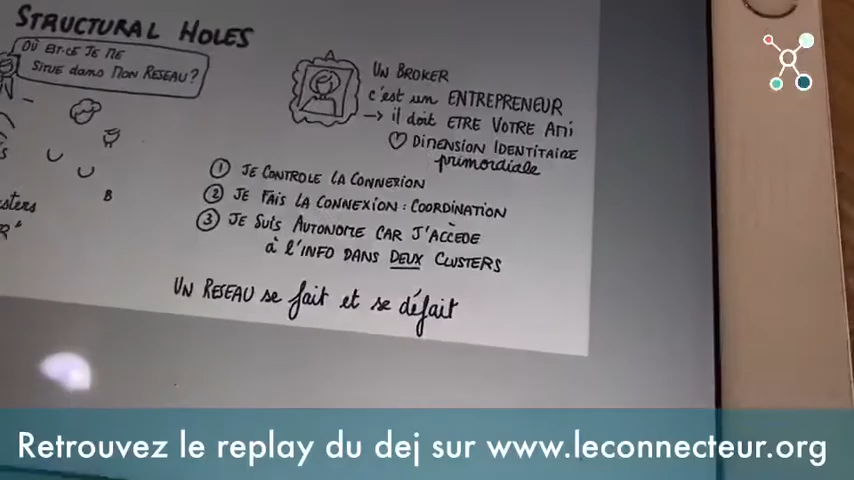 STRUCTURAL HOLES
OÙ EST-CE JE ME
SITUE dans MON RESEAU?
UN BROKER
c'est un ENTREPRENEUR
→ il doit ETRE VOTRE AMI
DIMENSION IDENTITAIRE
primordiale
① JE CONTROLE LA CONNEXION
② JE FAIS LA CONNEXION : COORDINATION
③ JE SUIS AUTONOME CAR J'ACCÈDE
à L'INFO DANS DEUX CLUSTERS
B
UN RESEAU se fait et se défait
Retrouvez le replay du dej sur www.leconnecteur.org